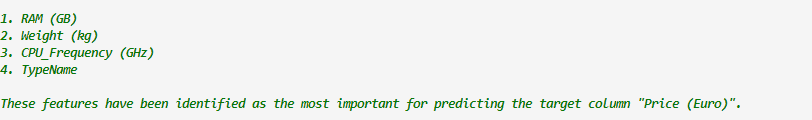 1. RAM (GB)
2. Weight (kg)
3. CPU_Frequency (GHz)
4. TypeName
These features have been identified as the most important for predicting the target column "Price (Euro)".